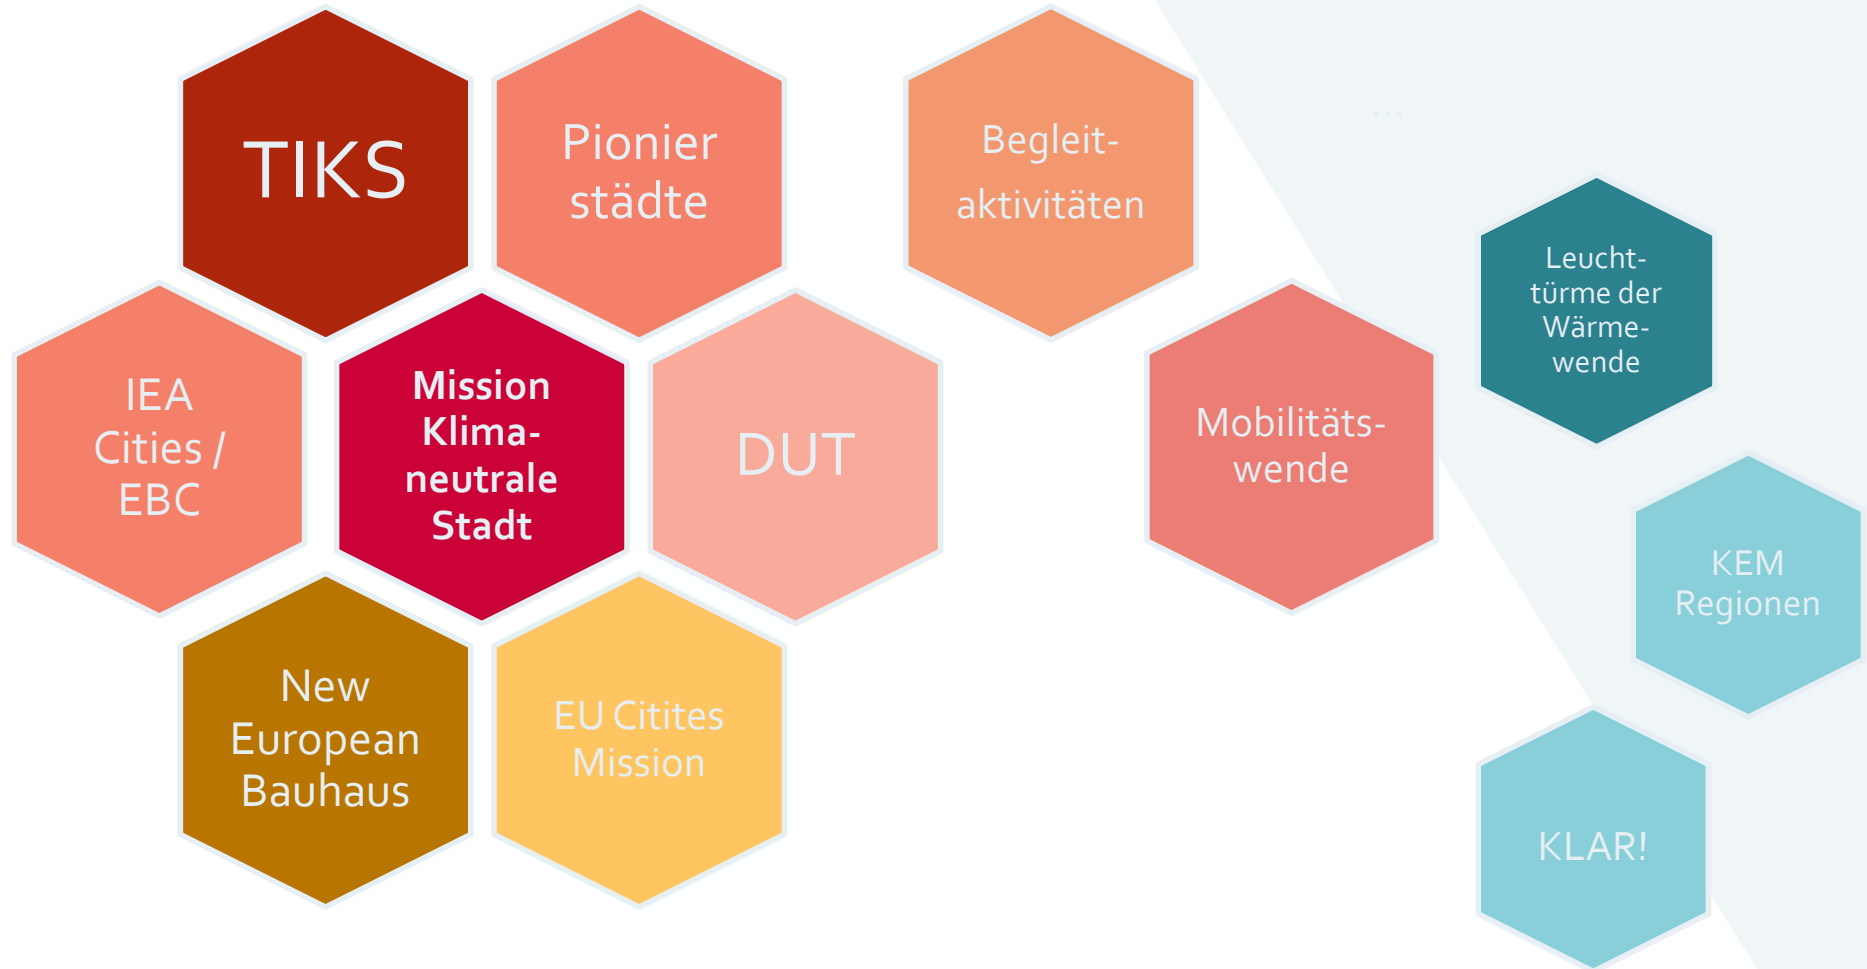 TIKS
Pionier
städte
Begleit-
aktivitäten
...
Leucht-
türme der
Wärme-
wende
IEA
Cities /
EBC
Mission
Klima-
neutrale
Stadt
DUT
Mobilitäts-
wende
KEM
Regionen
New
European
Bauhaus
EU Citites
Mission
KLAR!